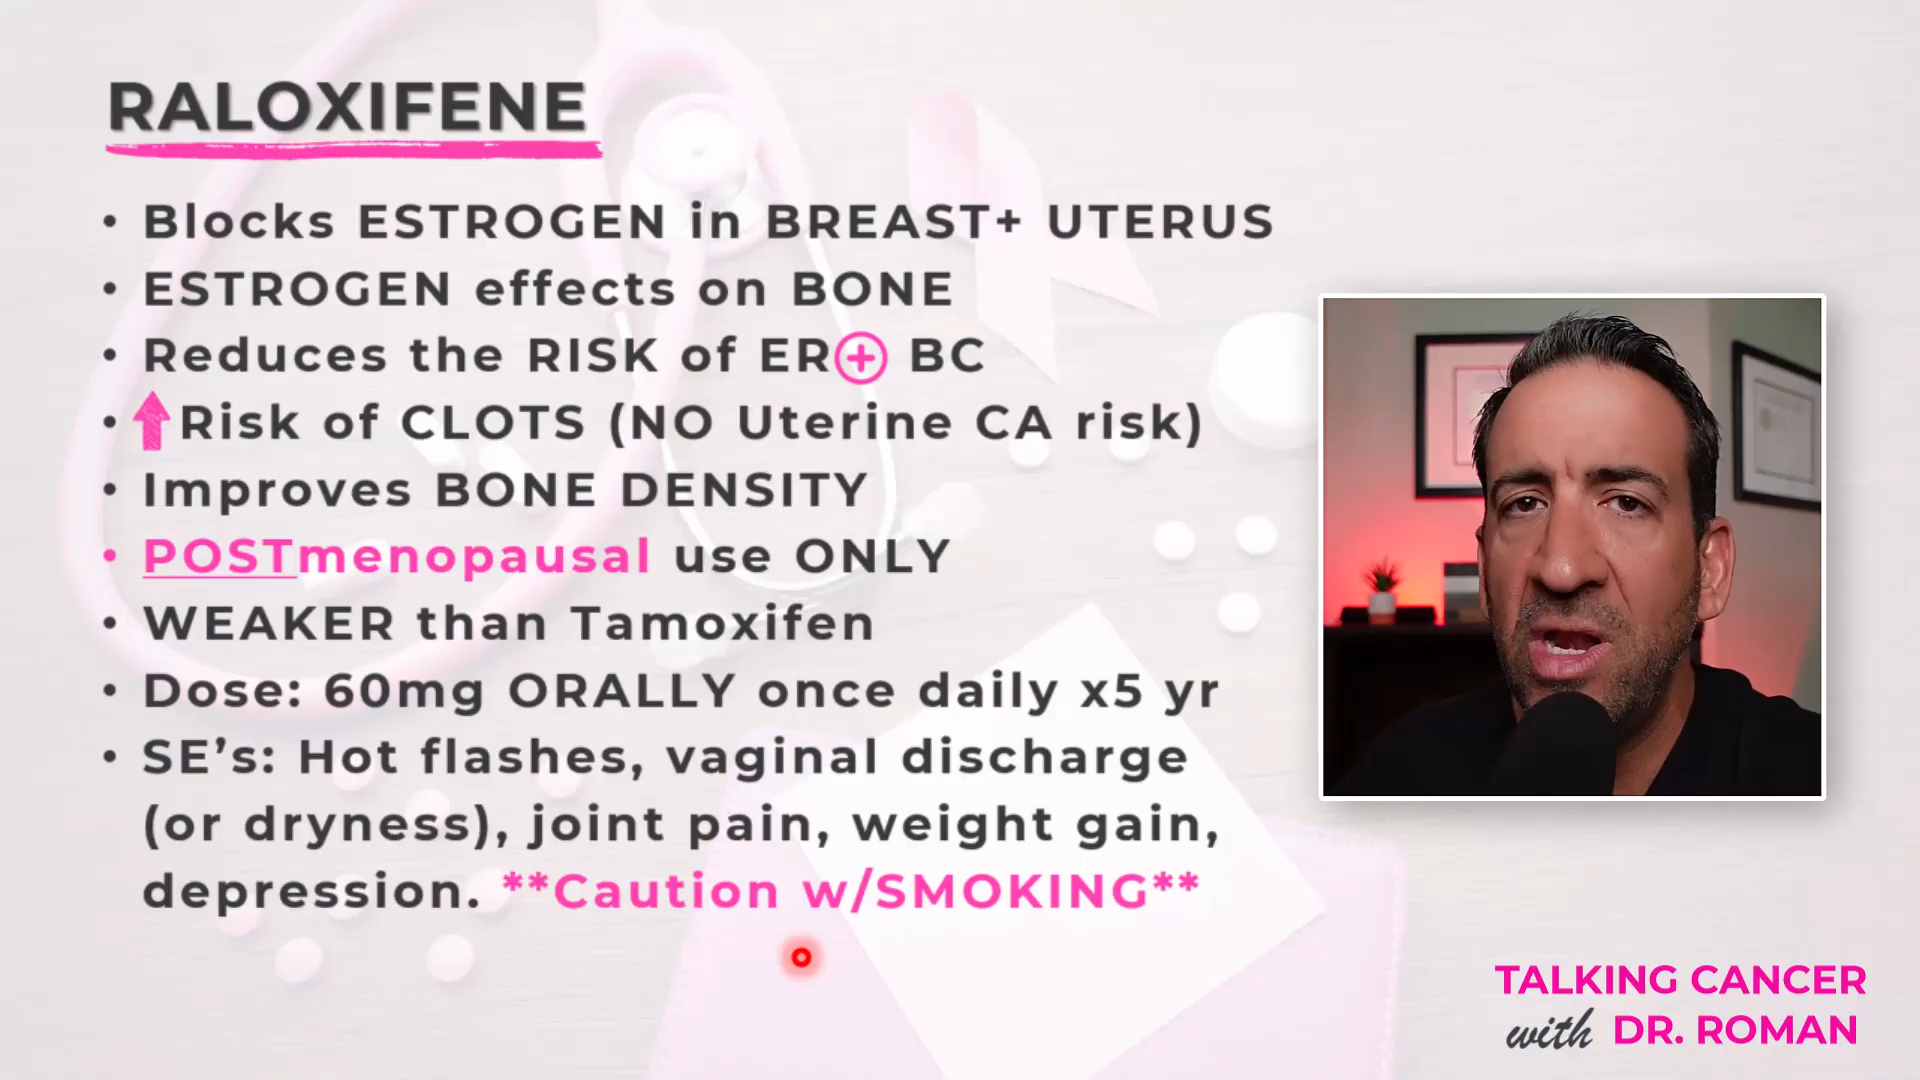 RALOXIFENE
• Blocks ESTROGEN in BREAST+ UTERUS
• ESTROGEN effects on BONE
• Reduces the RISK of ER+ BC
• ↑ Risk of CLOTS (NO Uterine CA risk)
• Improves BONE DENSITY
• POSTmenopausal use ONLY
• WEAKER than Tamoxifen
• Dose: 60mg ORALLY once daily x5 yr
• SE’s: Hot flashes, vaginal discharge
(or dryness), joint pain, weight gain,
depression. **Caution w/SMOKING**
TALKING CANCER
with DR. ROMAN